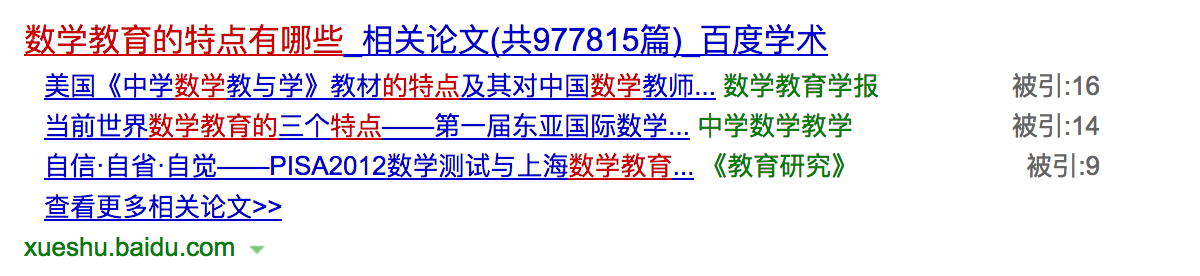 数学教育的特点有哪些_相关论文(共977815篇)_百度学术
美国《中学数学教与学》教材的特点及其对中国数学教师... 数学教育学报 被引:16
当前世界数学教育的三个特点——第一届东亚国际数学... 中学数学教学 被引:14
自信·自省·自觉——PISA2012数学测试与上海数学教育... 《教育研究》 被引:9
查看更多相关论文>>
xueshu.baidu.com